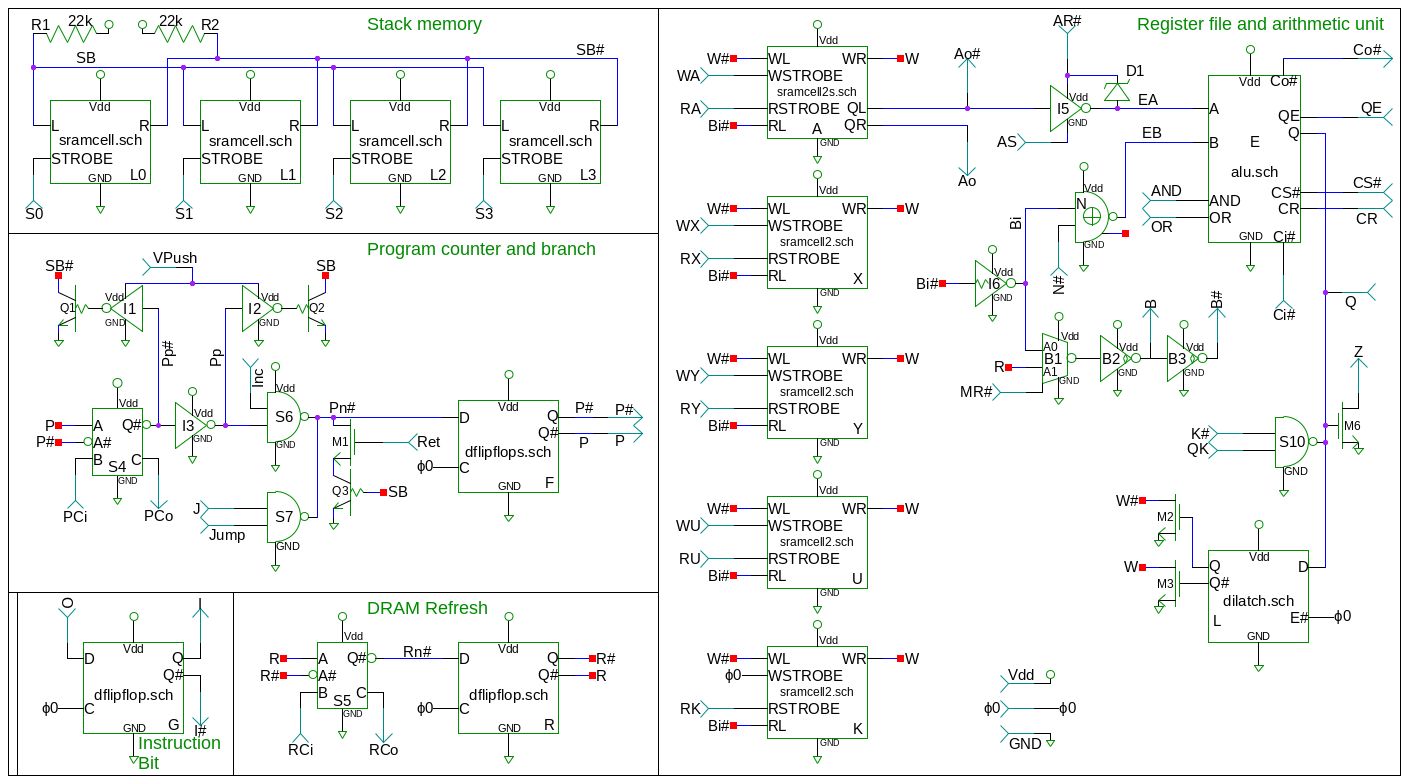 Stack memory
R1 22k 22k R2
SB SB#
Vdd Vdd Vdd Vdd
L R L R L R L R
sramcell.sch sramcell.sch sramcell.sch sramcell.sch
STROBE STROBE STROBE STROBE
GND L0 GND L1 GND L2 GND L3
S0 S1 S2 S3
Program counter and branch
SB# VPush SB
Q1 Vdd I1 I2 Vdd Q2
GND GND
Pp# Pp Inc
Vdd Vdd Vdd Vdd
P A Q# I3 S6 Pn# D Q P# P#
P# A# GND GND M1 Ret Q# P P
B S4 C dflipflops.sch
GND Q3 SB ϕ0 C
PCi PCo GND F
J S7
Jump GND
O I
Vdd
D Q
Q#
dflipflop.sch
ϕ0 C
GND G I#
Instruction
Bit
DRAM Refresh
Vdd Vdd
R A Q# Rn# D Q R#
R# A# Q# R
B S5 C dflipflop.sch
GND ϕ0 C
RCi RCo GND R
Register file and arithmetic unit
Vdd
W# WL WR W
WA WSTROBE
sramcell2s.sch
RA RSTROBE QL
Bi# RL A QR
GND
Ao#
Ao
Vdd
W# WL WR W
WX WSTROBE
sramcell2.sch
RX RSTROBE
Bi# RL X
GND
Vdd
W# WL WR W
WY WSTROBE
sramcell2.sch
RY RSTROBE
Bi# RL Y
GND
Vdd
W# WL WR W
WU WSTROBE
sramcell2.sch
RU RSTROBE
Bi# RL U
GND
Vdd
W# WL WR W
ϕ0 WSTROBE
sramcell2.sch
RK RSTROBE
Bi# RL K
GND
AR#
D1
Vdd
I5 EA
GND
AS
EB
Vdd Co# Co#
A QE QE
Q
B E
alu.sch
AND AND CS# CS#
OR OR CR CR
GND Ci#
Ci#
Vdd
N
GND
Bi N#
Vdd
Bi# I6
GND
Q
B B#
Vdd Vdd Vdd
A0
R B1 B2 B3
A1 GND GND
MR# GND
Z
K# S10 M6
QK
GND
W# M2
Vdd
W M3 Q D
Q#
dilatch.sch
L E# ϕ0
GND
Vdd
ϕ0 ϕ0
GND